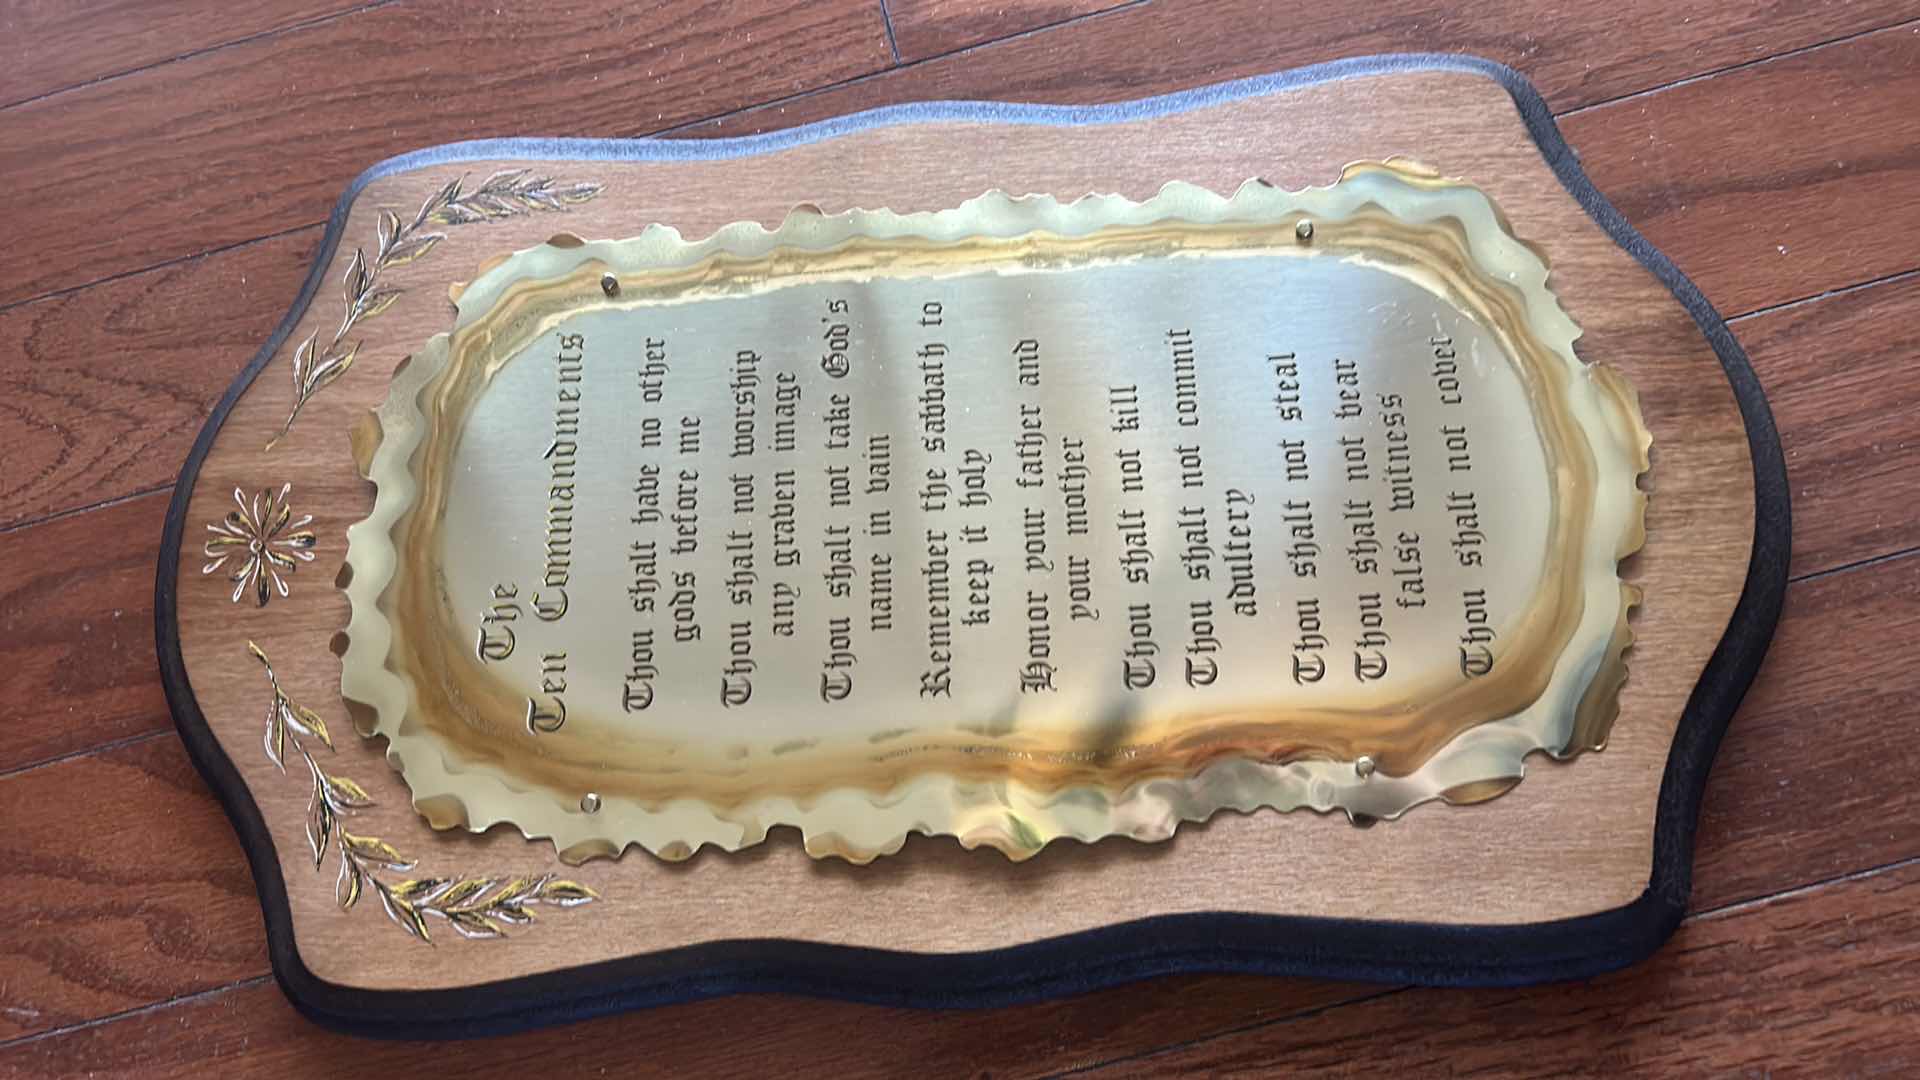 The
Ten Commandments
Thou shalt have no other
gods before me
Thou shalt not worship
any graven image
Thou shalt not take God's
name in vain
Remember the sabbath to
keep it holy
Honor your father and
your mother
Thou shalt not kill
Thou shalt not commit
adultery
Thou shalt not steal
Thou shalt not bear
false witness
Thou shalt not covet